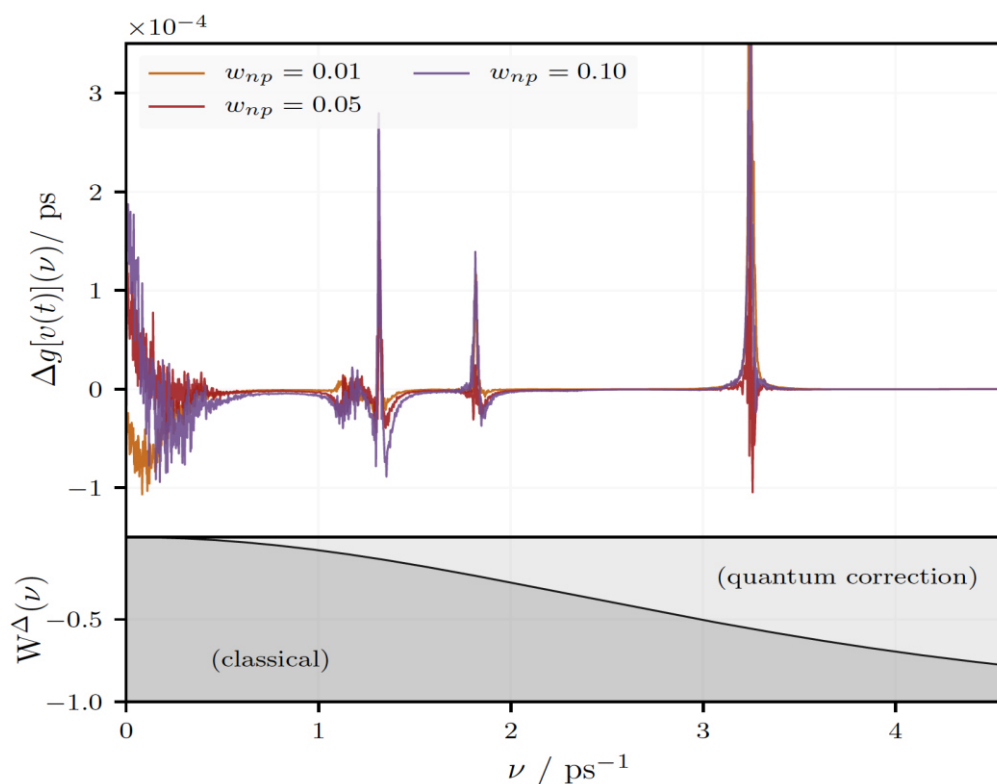 ×10⁻⁴
w_np = 0.01
w_np = 0.10
w_np = 0.05
3
2
1
0
−1
Δg[v(t)](ν)/ ps
(quantum correction)
(classical)
−0.5
−1.0
W^Δ(ν)
0 1 2 3 4
ν / ps⁻¹